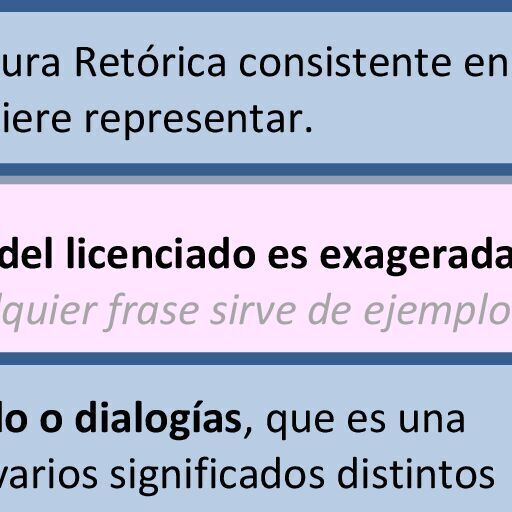 ura Retórica consistente en
iere representar.
del licenciado es exagerada
lquier frase sirve de ejemplo
lo o dialogías, que es una
varios significados distintos